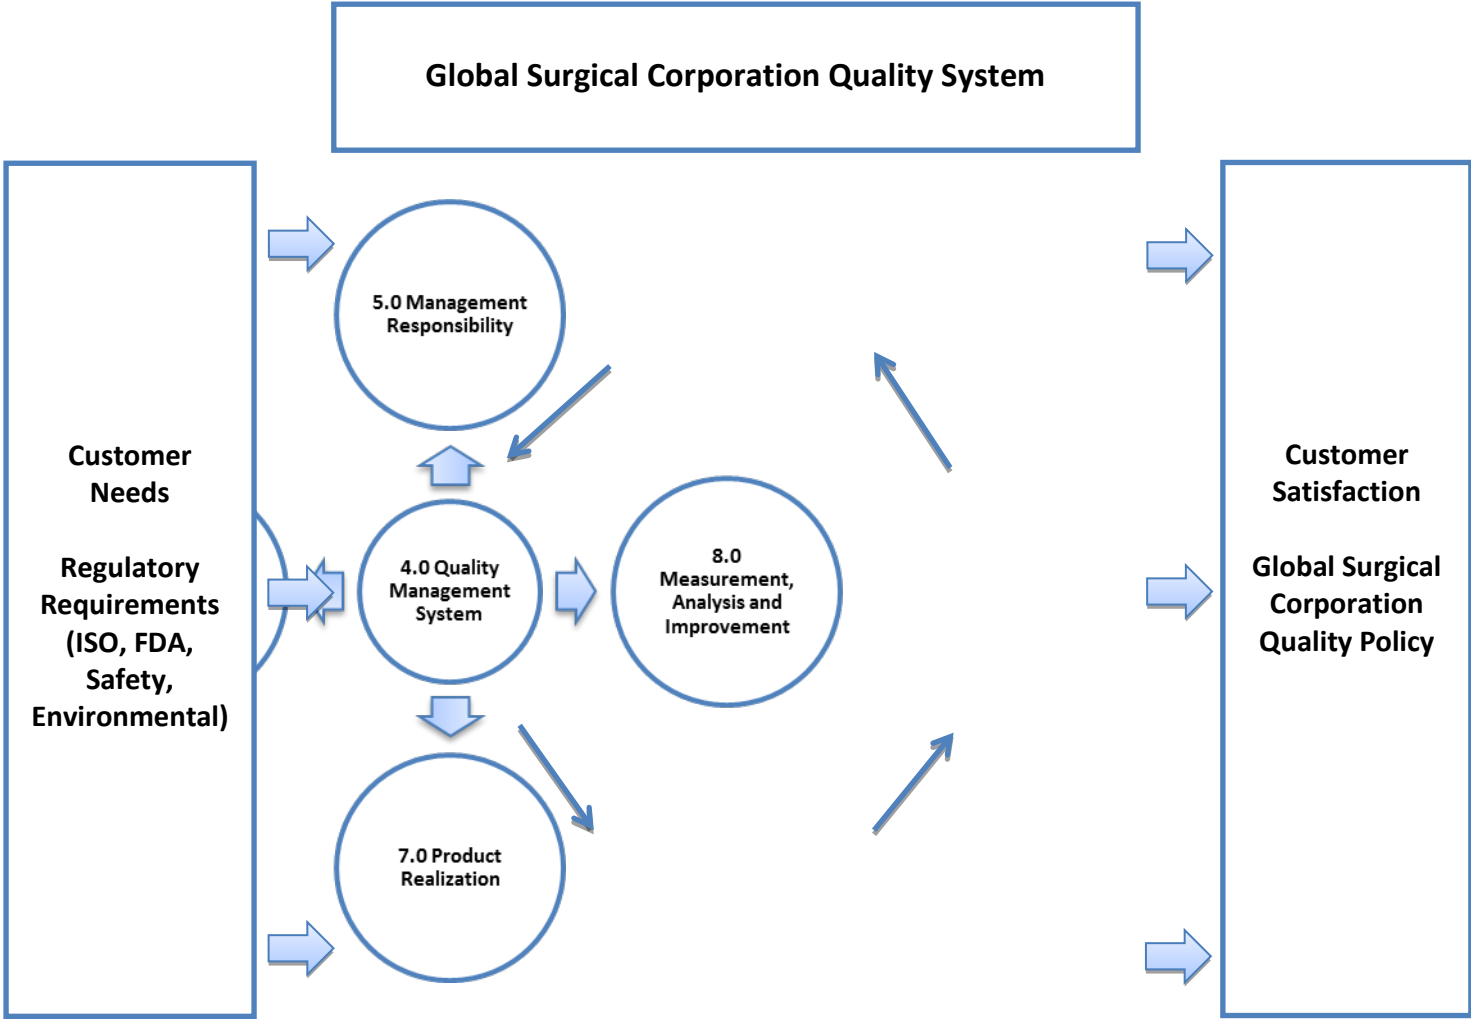 Global Surgical Corporation Quality System
Customer
Needs
Regulatory
Requirements
(ISO, FDA,
Safety,
Environmental)
5.0 Management
Responsibility
4.0 Quality
Management
System
8.0
Measurement,
Analysis and
Improvement
7.0 Product
Realization
Customer
Satisfaction
Global Surgical
Corporation
Quality Policy